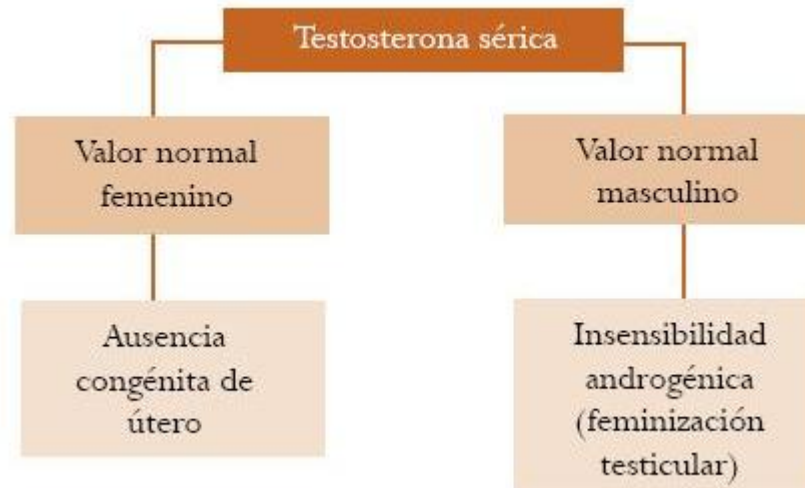 Testosterona sérica
Valor normal
femenino
Valor normal
masculino
Ausencia
congénita de
útero
Insensibilidad
androgénica
(feminización
testicular)